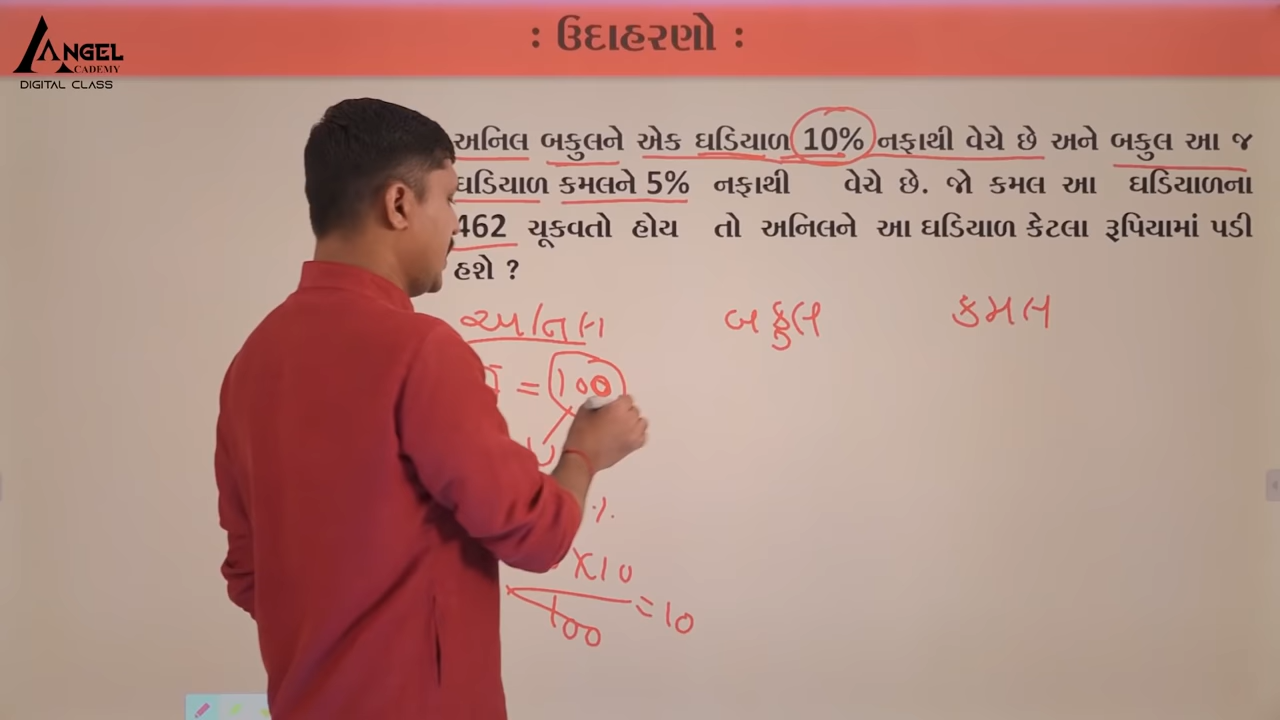 ANGEL
ACADEMY
DIGITAL CLASS
: ઉદાહરણો :
અનિલ બકુલને એક ઘડિયાળ 10% નફાથી વેચે છે અને બકુલ આ જ
ઘડિયાળ કમલને 5% નફાથી વેચે છે. જો કમલ આ ઘડિયાળના
462 ચૂકવતો હોય તો અનિલને આ ઘડિયાળ કેટલા રૂપિયામાં પડી
હશે ?
અનિલ બકુલ કમલ
= 100
%
×10
100 = 10